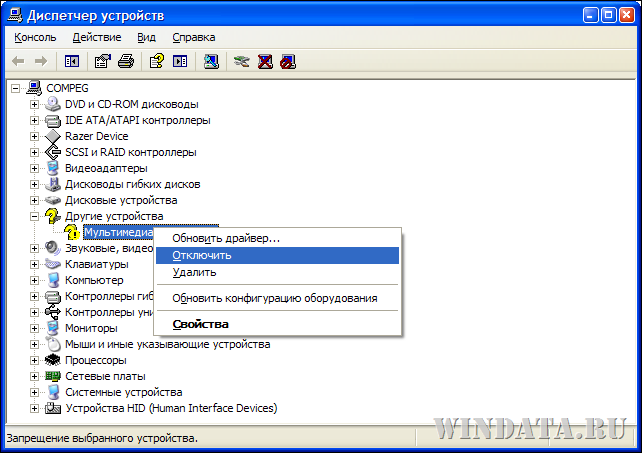 Диспетчер устройств
Консоль Действие Вид Справка
COMPEG
DVD и CD-ROM дисководы
IDE ATA/ATAPI контроллеры
Razer Device
SCSI и RAID контроллеры
Видеоадаптеры
Дисководы гибких дисков
Дисковые устройства
Другие устройства
Мультимедиа
Звуковые, видео
Клавиатуры
Компьютер
Контроллеры гиб
Контроллеры уни
Мониторы
Мыши и иные указывающие устройства
Процессоры
Сетевые платы
Системные устройства
Устройства HID (Human Interface Devices)
Обновить драйвер...
Отключить
Удалить
Обновить конфигурацию оборудования
Свойства
WINDATA.RU
Запрещение выбранного устройства.